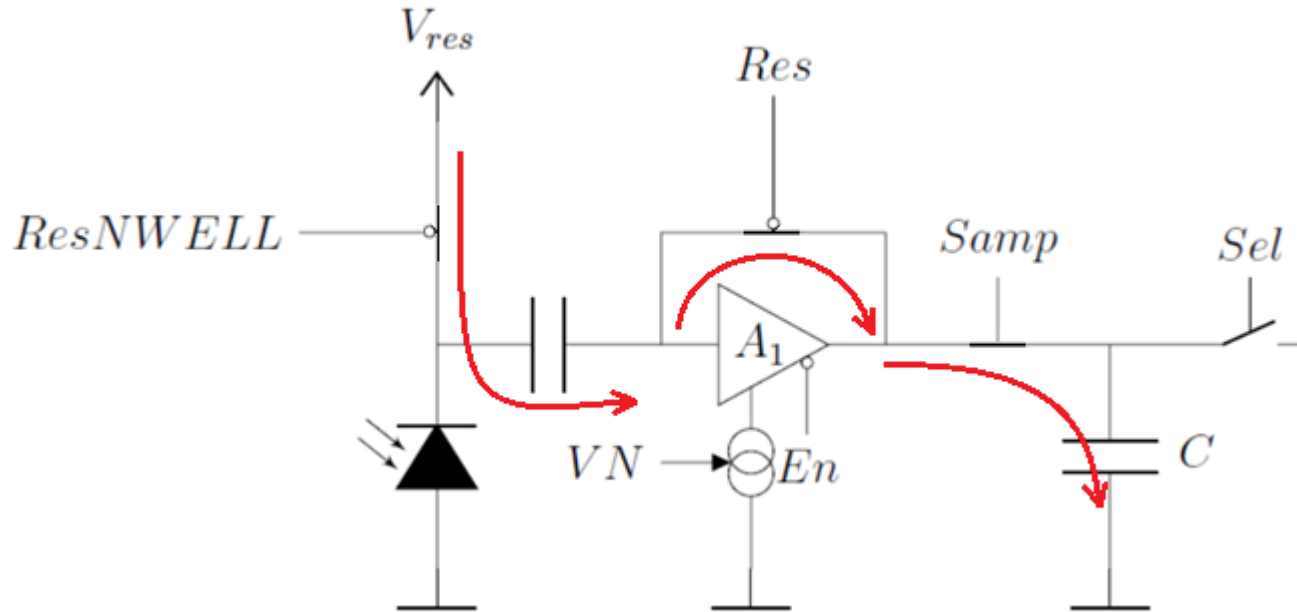 V_res
Res
ResNWELL
Samp
Sel
A_1
VN
En
C